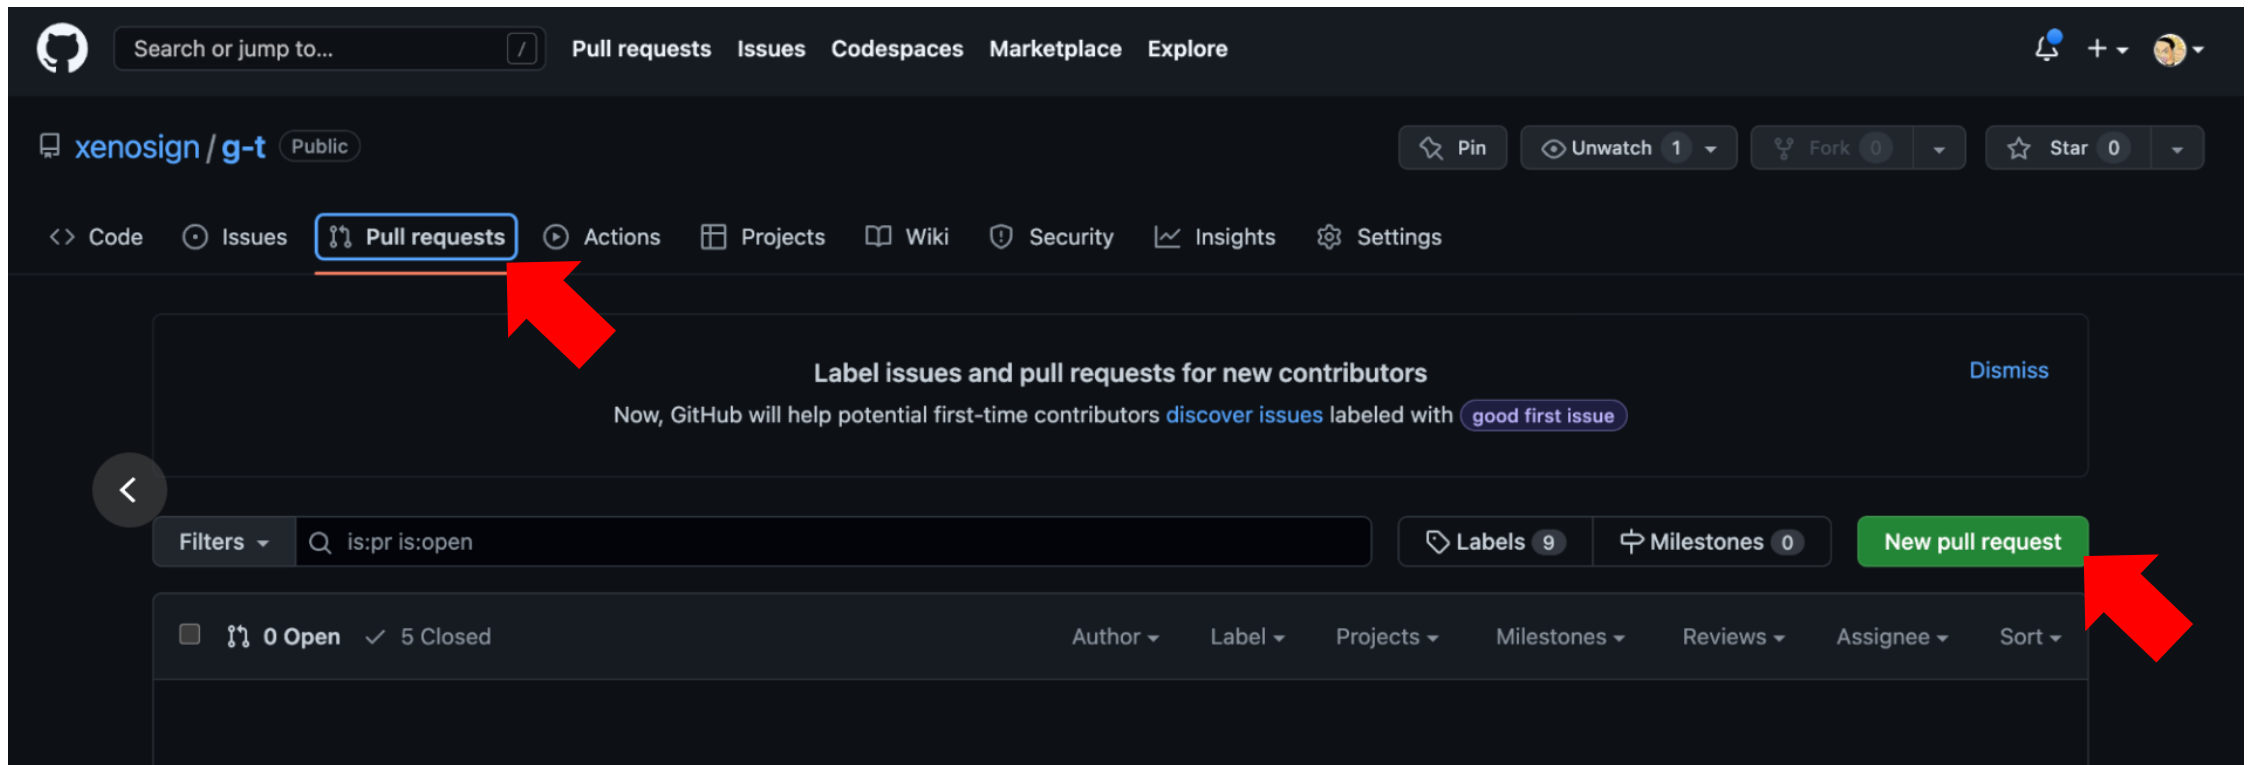 Search or jump to... / Pull requests Issues Codespaces Marketplace Explore
xenosign / g-t Public Pin Unwatch 1 Fork 0 Star 0
Code Issues Pull requests Actions Projects Wiki Security Insights Settings
Label issues and pull requests for new contributors
Dismiss
Now, GitHub will help potential first-time contributors discover issues labeled with good first issue
Filters is:pr is:open Labels 9 Milestones 0 New pull request
0 Open 5 Closed Author Label Projects Milestones Reviews Assignee Sort